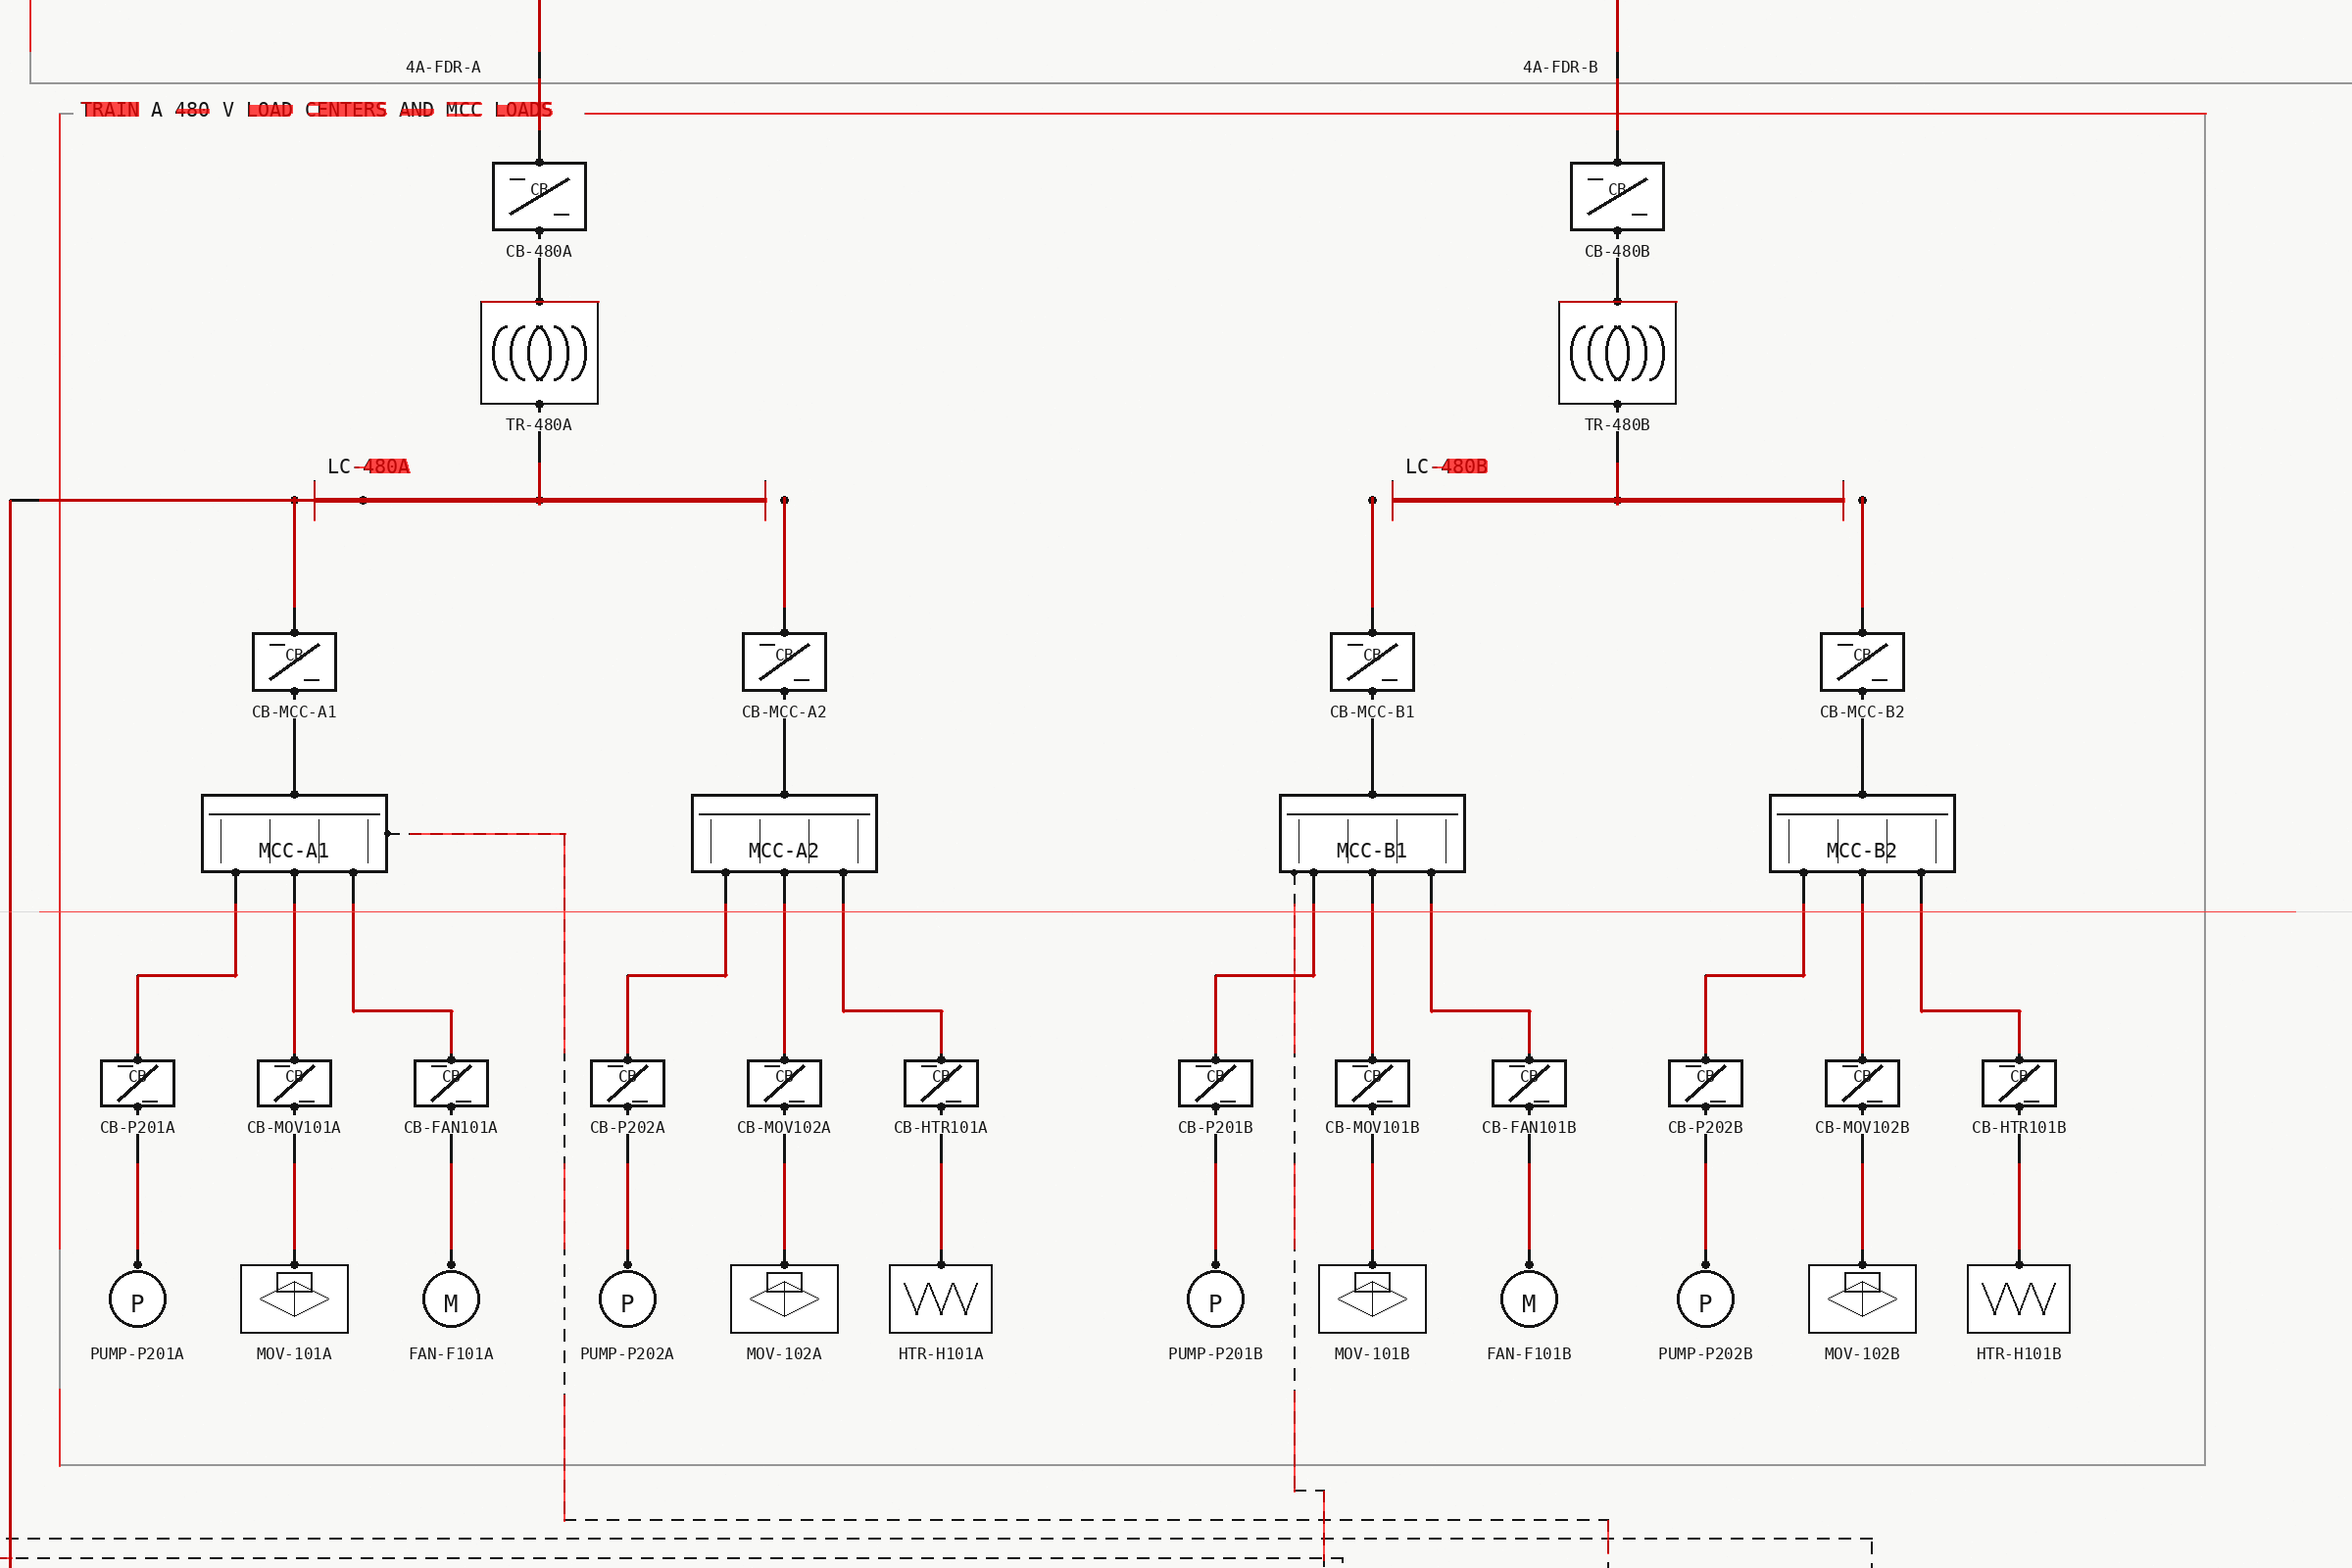 4A-FDR-A 4A-FDR-B
TRAIN A 480 V LOAD CENTERS AND MCC LOADS
CB CB
CB-480A CB-480B
TR-480A TR-480B
LC-480A LC-480B
CB CB CB CB
CB-MCC-A1 CB-MCC-A2 CB-MCC-B1 CB-MCC-B2
MCC-A1 MCC-A2 MCC-B1 MCC-B2
CB CB CB CB CB CB CB CB CB CB CB CB
CB-P201A CB-MOV101A CB-FAN101A CB-P202A CB-MOV102A CB-HTR101A CB-P201B CB-MOV101B CB-FAN101B CB-P202B CB-MOV102B CB-HTR101B
P M P P M P
PUMP-P201A MOV-101A FAN-F101A PUMP-P202A MOV-102A HTR-H101A PUMP-P201B MOV-101B FAN-F101B PUMP-P202B MOV-102B HTR-H101B